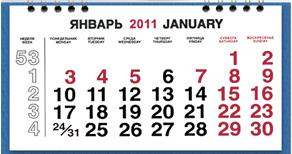 ЯНВАРЬ 2011 JANUARY
НЕДЕЛЯ ПОНЕДЕЛЬНИК ВТОРНИК СРЕДА ЧЕТВЕРГ ПЯТНИЦА СУББОТА ВОСКРЕСЕНЬЕ
WEEK MONDAY TUESDAY WEDNESDAY THURSDAY FRIDAY SATURDAY SUNDAY
53 1 2
1 3 4 5 6 7 8 9
2 10 11 12 13 14 15 16
3 17 18 19 20 21 22 23
4 24/31 25 26 27 28 29 30